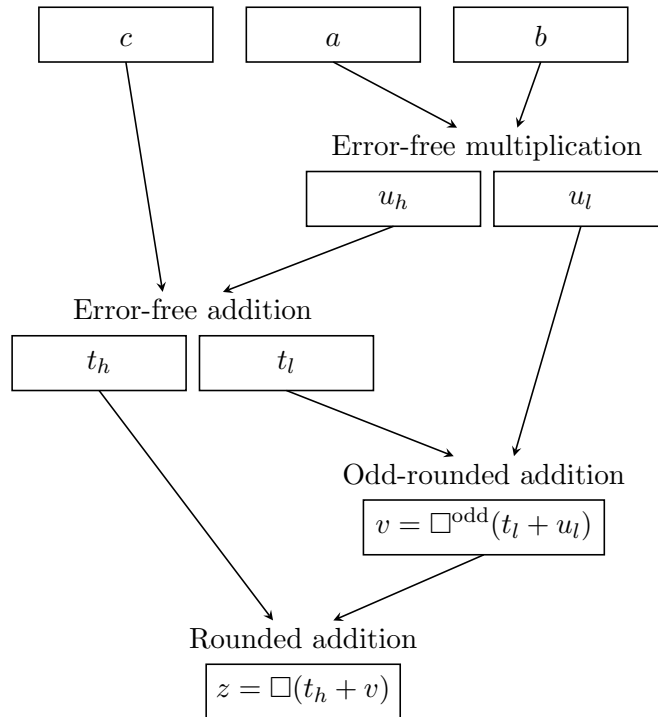 c a b
Error-free multiplication
u_h u_l
Error-free addition
t_h t_l
Odd-rounded addition
v = □^odd(t_l + u_l)
Rounded addition
z = □(t_h + v)